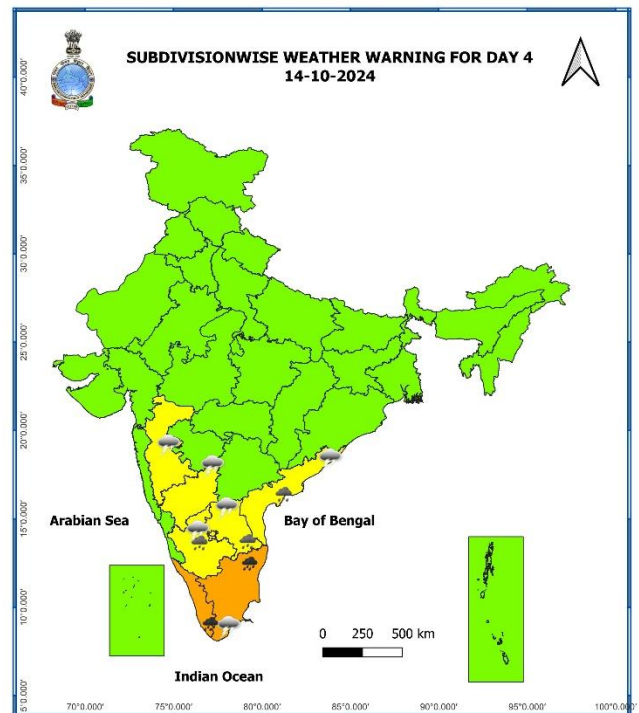 SUBDIVISIONWISE WEATHER WARNING FOR DAY 4
14-10-2024
40°0.000'
35°0.000'
30°0.000'
25°0.000'
20°0.000'
15°0.000'
10°0.000'
5°0.000'
Arabian Sea
Bay of Bengal
0 250 500 km
Indian Ocean
70°0.000' 75°0.000' 80°0.000' 85°0.000' 90°0.000' 95°0.000' 100°0.000'